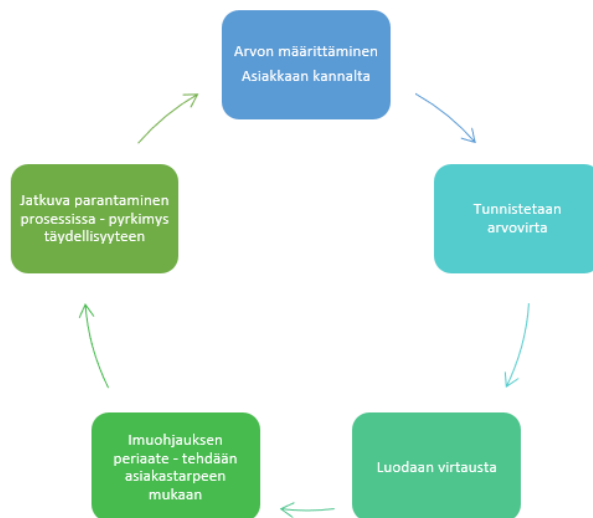 Arvon määrittäminen
Asiakkaan kannalta
Tunnistetaan
arvovirta
Luodaan virtausta
Imuohjauksen
periaate - tehdään
asiakastarpeen
mukaan
Jatkuva parantaminen
prosessissa - pyrkimys
täydellisyyteen